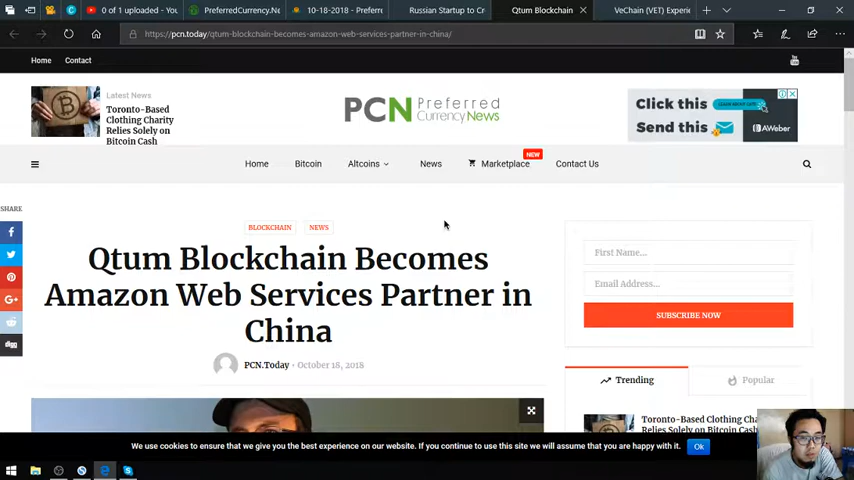 0 of 1 uploaded - You
PreferredCurrency.Ne
10-18-2018 - Preferre
Russian Startup to Cr
Qtum Blockchain
VeChain (VET) Experie
https://pcn.today/qtum-blockchain-becomes-amazon-web-services-partner-in-china/
Home Contact
Latest News
Toronto-Based
Clothing Charity
Relies Solely on
Bitcoin Cash
PCN Preferred
Currency News
Click this
Send this
AWeber
Home Bitcoin Altcoins News Marketplace NEW Contact Us
SHARE
BLOCKCHAIN NEWS
Qtum Blockchain Becomes
Amazon Web Services Partner in
China
PCN.Today - October 18, 2018
First Name...
Email Address...
SUBSCRIBE NOW
Trending Popular
Toronto-Based Clothing Cha
digg
We use cookies to ensure that we give you the best experience on our website. If you continue to use this site we will assume that you are happy with it. Ok